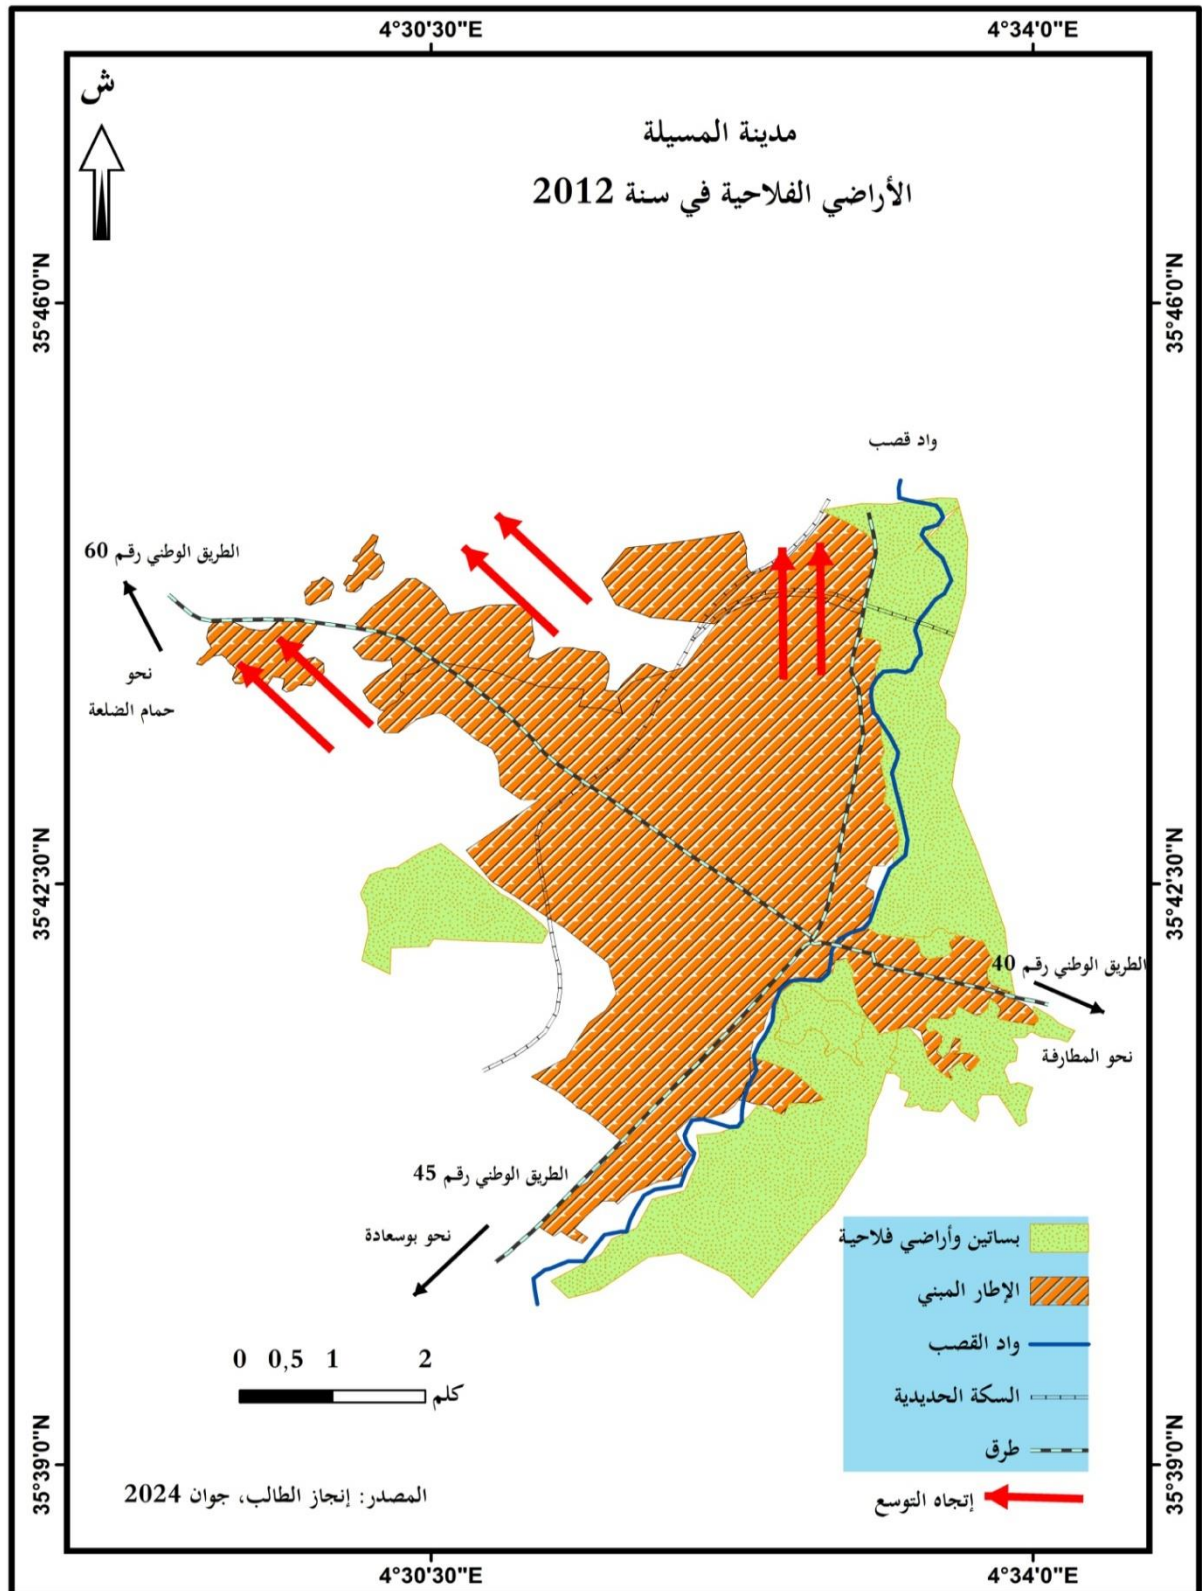 4°30'30"E
4°34'0"E
ش
مدينة المسيلة
الأراضي الفلاحية في سنة 2012
35°46'0"N
35°46'0"N
واد قصب
الطريق الوطني رقم 60
نحو
حمام الضلعة
35°42'30"N
35°42'30"N
الطريق الوطني رقم 40
نحو المطارفة
الطريق الوطني رقم 45
نحو بوسعادة
بساتين وأراضي فلاحية
الإطار المبني
واد القصب
السكة الحديدية
طرق
إتجاه التوسع
0 0,5 1 2
كلم
35°39'0"N
35°39'0"N
المصدر: إنجاز الطالب، جوان 2024
4°30'30"E
4°34'0"E